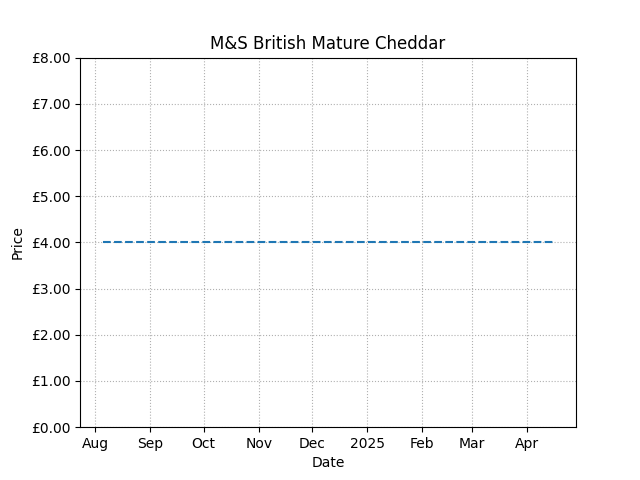 M&S British Mature Cheddar
£8.00
£7.00
£6.00
£5.00
£4.00
£3.00
£2.00
£1.00
£0.00
Price
Aug Sep Oct Nov Dec 2025 Feb Mar Apr
Date